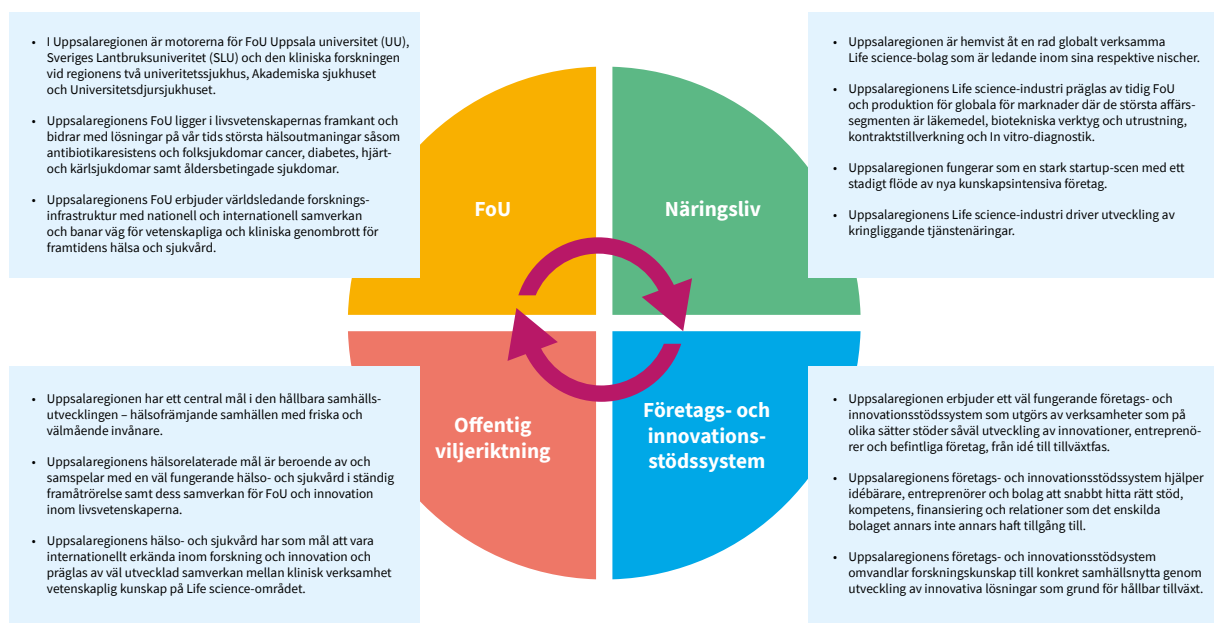 • I Uppsalaregionen är motorerna för FoU Uppsala universitet (UU),
Sveriges Lantbruksuniveritet (SLU) och den kliniska forskningen
vid regionens två univeritetssjukhus, Akademiska sjukhuset
och Universitetsdjursjukhuset.
• Uppsalaregionens FoU ligger i livsvetenskapernas framkant och
bidrar med lösningar på vår tids största hälsoutmaningar såsom
antibiotikaresistens och folksjukdomar cancer, diabetes, hjärt-
och kärlsjukdomar samt åldersbetingade sjukdomar.
• Uppsalaregionens FoU erbjuder världsledande forsknings-
infrastruktur med nationell och internationell samverkan
och banar väg för vetenskapliga och kliniska genombrott för
framtidens hälsa och sjukvård.
FoU
Näringsliv
• Uppsalaregionen är hemvist åt en rad globalt verksamma
Life science-bolag som är ledande inom sina respektive nischer.
• Uppsalaregionens Life science-industri präglas av tidig FoU
och produktion för globala för marknader där de största affärs-
segmenten är läkemedel, biotekniska verktyg och utrustning,
kontraktstillverkning och In vitro-diagnostik.
• Uppsalaregionen fungerar som en stark startup-scen med ett
stadigt flöde av nya kunskapsintensiva företag.
• Uppsalaregionens Life science-industri driver utveckling av
kringliggande tjänstenäringar.
• Uppsalaregionen har ett central mål i den hållbara samhälls-
utvecklingen – hälsofrämjande samhällen med friska och
välmående invånare.
• Uppsalaregionens hälsorelaterade mål är beroende av och
samspelar med en väl fungerande hälso- och sjukvård i ständig
framåtrörelse samt dess samverkan för FoU och innovation
inom livsvetenskaperna.
• Uppsalaregionens hälso- och sjukvård har som mål att vara
internationellt erkända inom forskning och innovation och
präglas av väl utvecklad samverkan mellan klinisk verksamhet
vetenskaplig kunskap på Life science-området.
Offentig
viljeriktning
Företags- och
innovations-
stödssystem
• Uppsalaregionen erbjuder ett väl fungerande företags- och
innovationsstödssystem som utgörs av verksamheter som på
olika sätter stöder såväl utveckling av innovationer, entreprenö-
rer och befintliga företag, från idé till tillväxtfas.
• Uppsalaregionens företags- och innovationsstödssystem hjälper
idébärare, entreprenörer och bolag att snabbt hitta rätt stöd,
kompetens, finansiering och relationer som det enskilda
bolaget annars inte annars haft tillgång till.
• Uppsalaregionens företags- och innovationsstödsystem
omvandlar forskningskunskap till konkret samhällsnytta genom
utveckling av innovativa lösningar som grund för hållbar tillväxt.